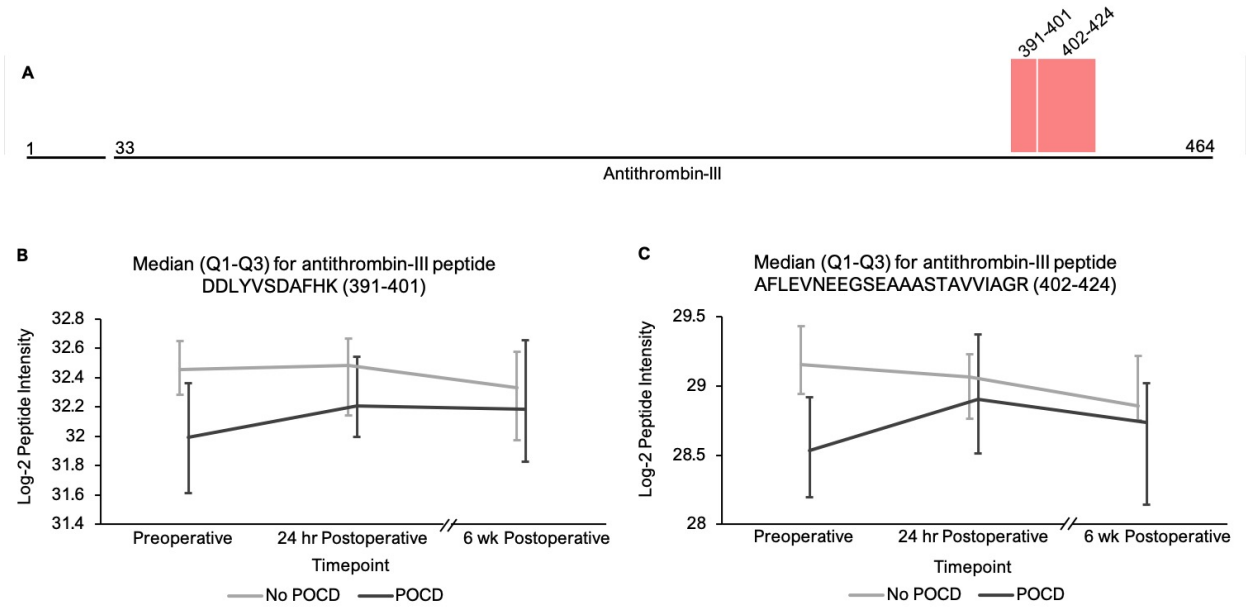 A
391-401
402-424
1
33
464
Antithrombin-III
B
Median (Q1-Q3) for antithrombin-III peptide
DDLYVSDAFHK (391-401)
Log-2 Peptide Intensity
32.8
32.6
32.4
32.2
32
31.8
31.6
31.4
Preoperative
24 hr Postoperative
6 wk Postoperative
Timepoint
No POCD
POCD
C
Median (Q1-Q3) for antithrombin-III peptide
AFLEVNEEGSEAAASTAVVIAGR (402-424)
Log-2 Peptide Intensity
29.5
29
28.5
28
Preoperative
24 hr Postoperative
6 wk Postoperative
Timepoint
No POCD
POCD